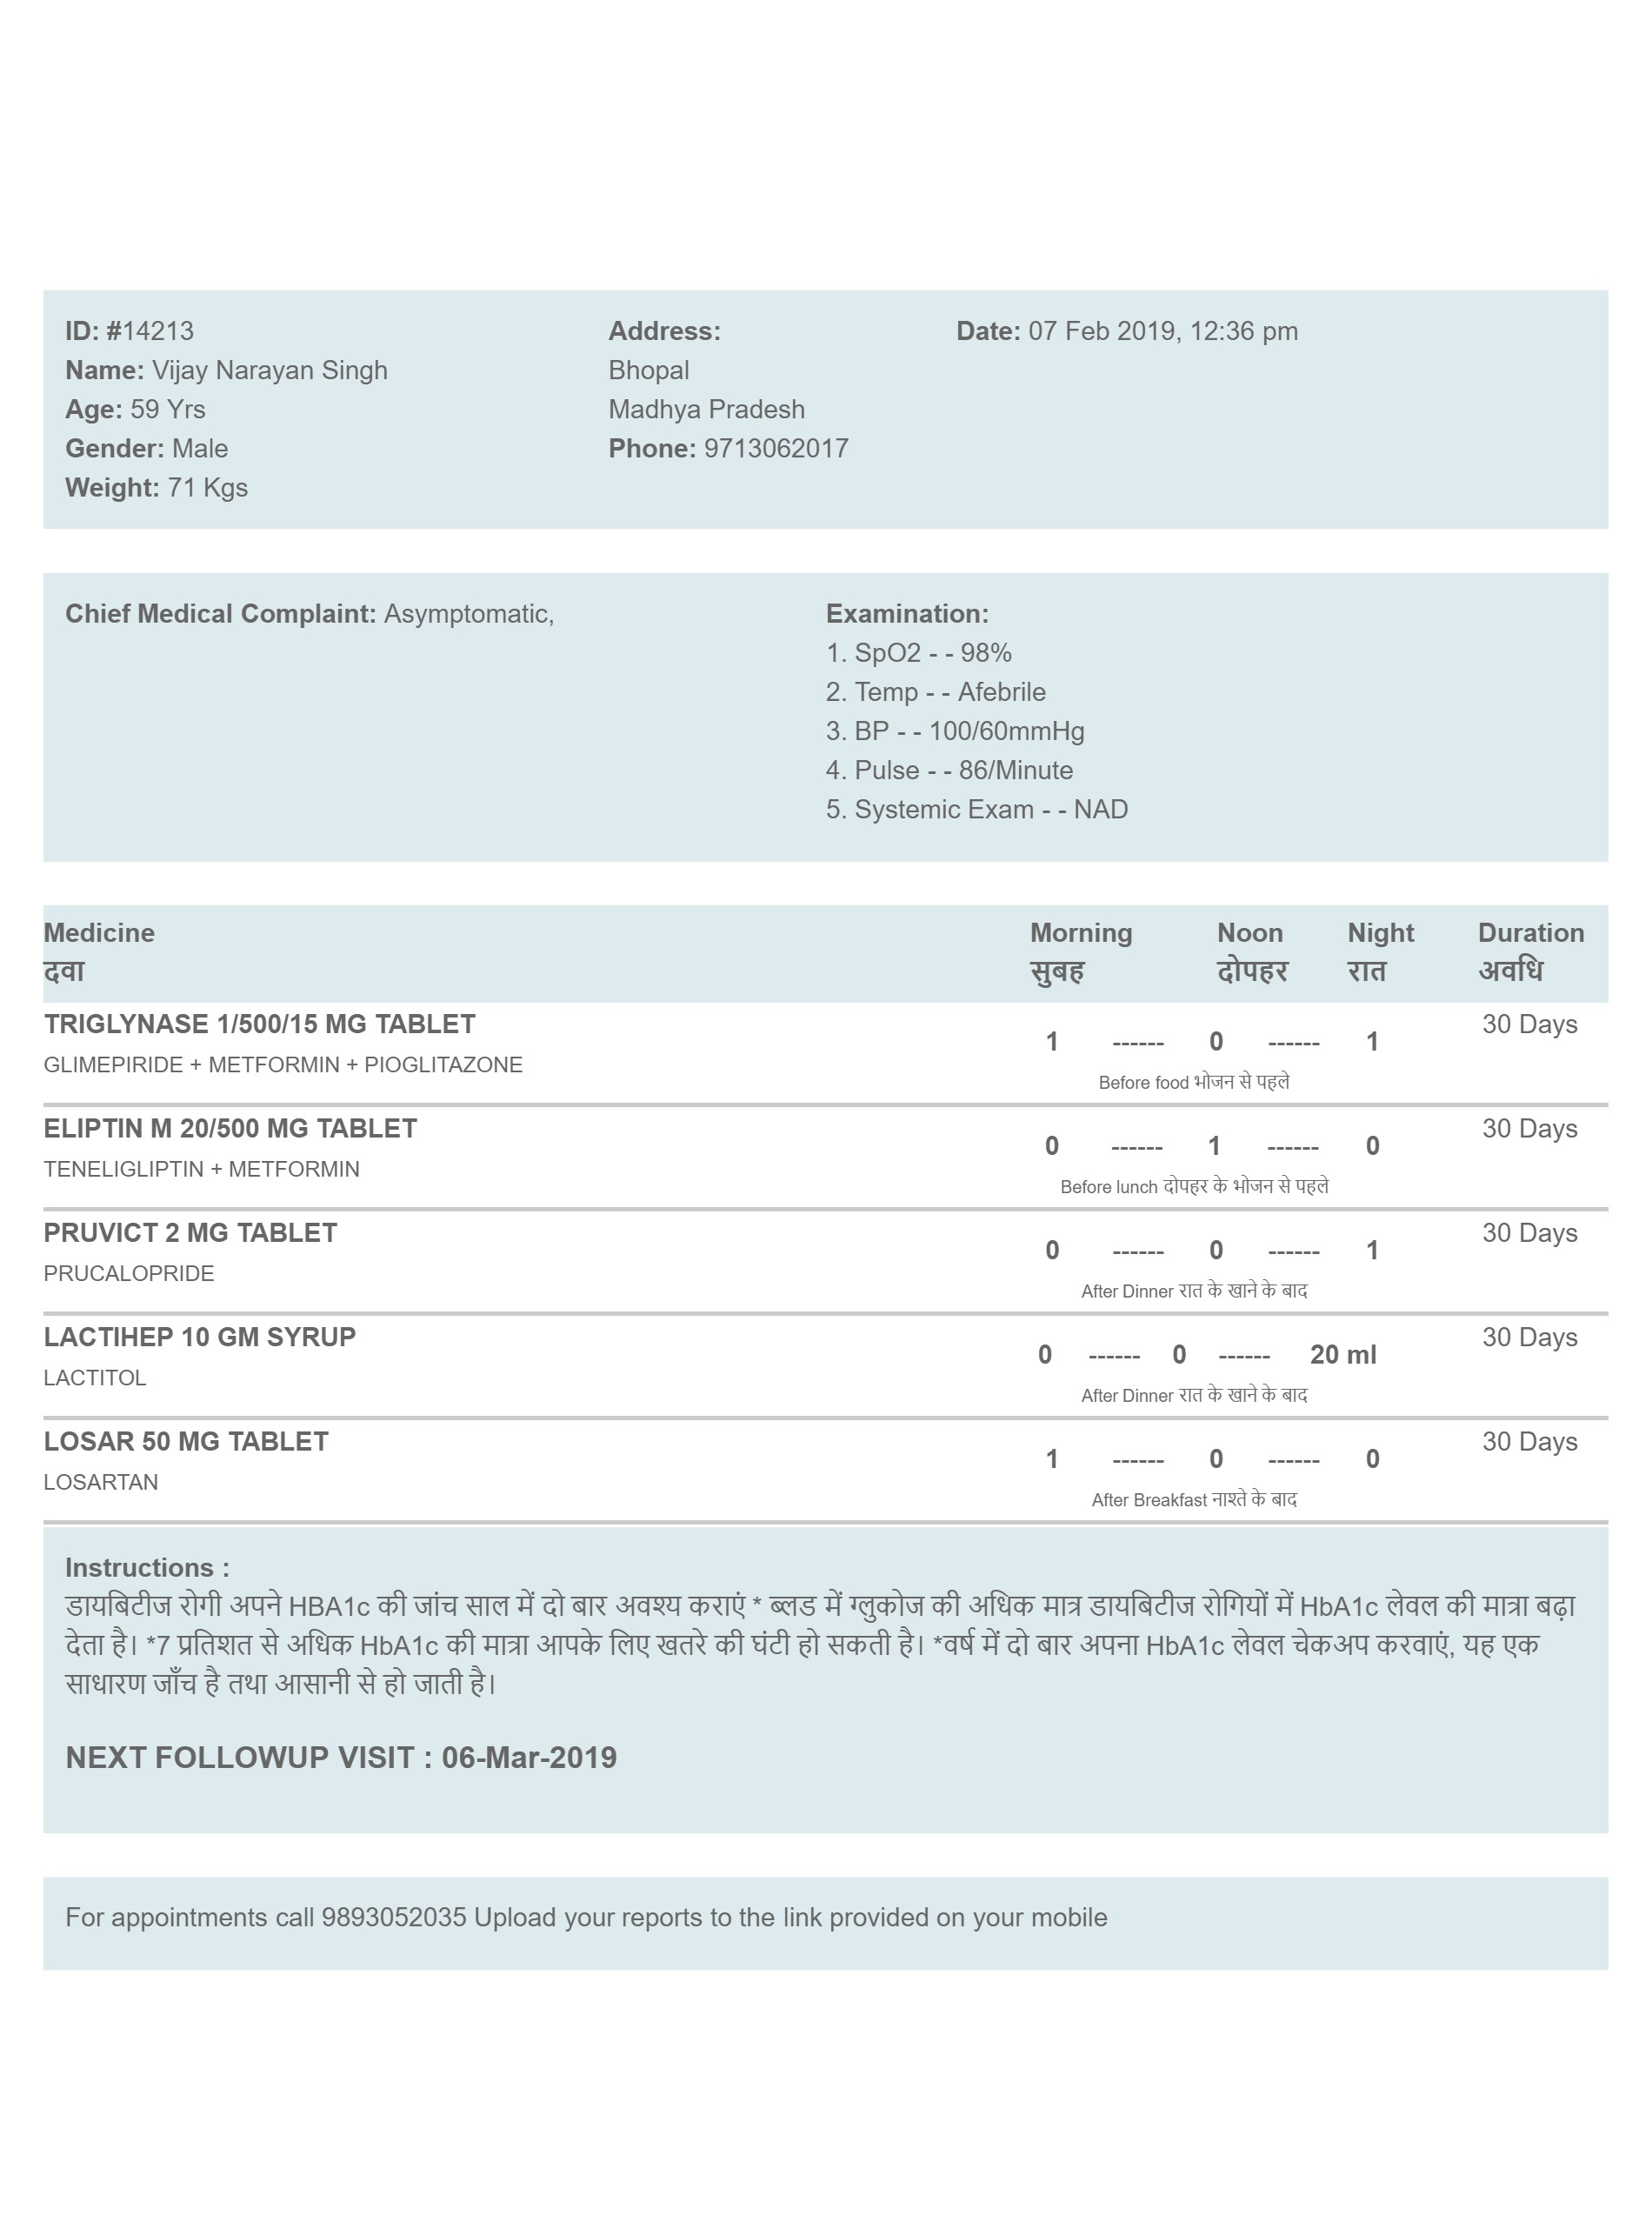 ID: #14213
Name: Vijay Narayan Singh
Age: 59 Yrs
Gender: Male
Weight: 71 Kgs
Address:
Bhopal
Madhya Pradesh
Phone: 9713062017
Date: 07 Feb 2019, 12:36 pm
Chief Medical Complaint: Asymptomatic,
Examination:
1. SpO2 - - 98%
2. Temp - - Afebrile
3. BP - - 100/60mmHg
4. Pulse - - 86/Minute
5. Systemic Exam - - NAD
Medicine Morning Noon Night Duration
दवा सुबह दोपहर रात अवधि
TRIGLYNASE 1/500/15 MG TABLET 1 ------ 0 ------ 1 30 Days
GLIMEPIRIDE + METFORMIN + PIOGLITAZONE Before food भोजन से पहले
ELIPTIN M 20/500 MG TABLET 0 ------ 1 ------ 0 30 Days
TENELIGLIPTIN + METFORMIN Before lunch दोपहर के भोजन से पहले
PRUVICT 2 MG TABLET 0 ------ 0 ------ 1 30 Days
PRUCALOPRIDE After Dinner रात के खाने के बाद
LACTIHEP 10 GM SYRUP 0 ------ 0 ------ 20 ml 30 Days
LACTITOL After Dinner रात के खाने के बाद
LOSAR 50 MG TABLET 1 ------ 0 ------ 0 30 Days
LOSARTAN After Breakfast नाश्ते के बाद
Instructions :
डायबिटीज रोगी अपने HBA1c की जांच साल में दो बार अवश्य कराएं * ब्लड में ग्लुकोज की अधिक मात्र डायबिटीज रोगियों में HbA1c लेवल की मात्रा बढ़ा
देता है। *7 प्रतिशत से अधिक HbA1c की मात्रा आपके लिए खतरे की घंटी हो सकती है। *वर्ष में दो बार अपना HbA1c लेवल चेकअप करवाएं, यह एक
साधारण जाँच है तथा आसानी से हो जाती है।
NEXT FOLLOWUP VISIT : 06-Mar-2019
For appointments call 9893052035 Upload your reports to the link provided on your mobile